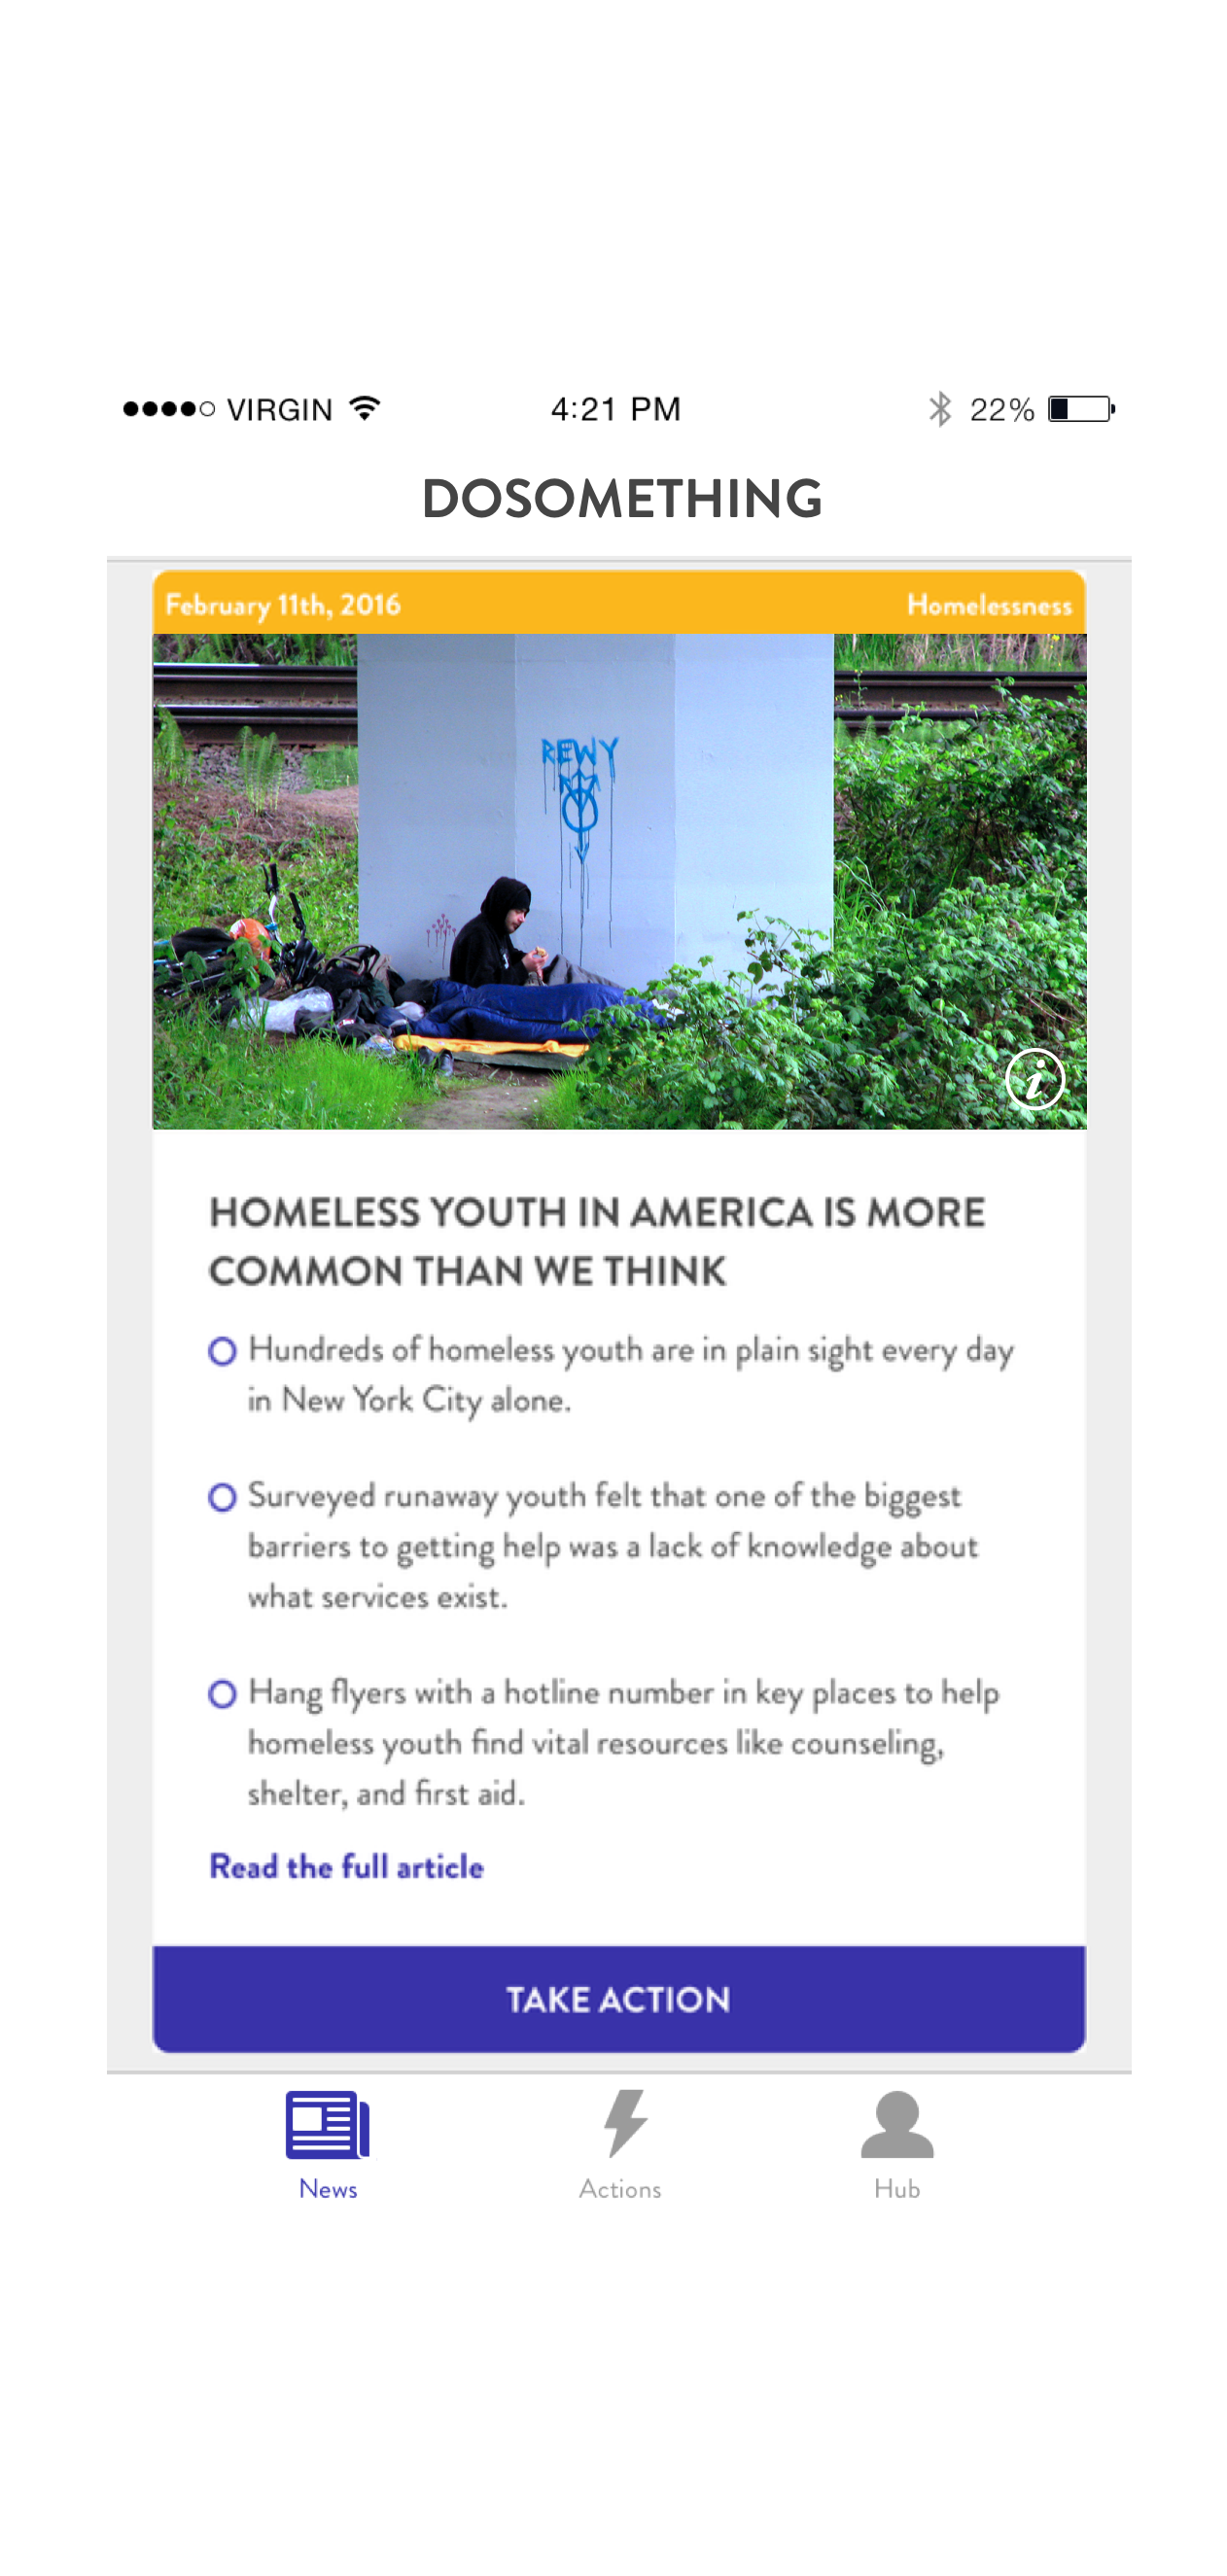 VIRGIN 4:21 PM 22%
DOSOMETHING
February 11th, 2016 Homelessness
REWY
i
HOMELESS YOUTH IN AMERICA IS MORE
COMMON THAN WE THINK
Hundreds of homeless youth are in plain sight every day
in New York City alone.
Surveyed runaway youth felt that one of the biggest
barriers to getting help was a lack of knowledge about
what services exist.
Hang flyers with a hotline number in key places to help
homeless youth find vital resources like counseling,
shelter, and first aid.
Read the full article
TAKE ACTION
News Actions Hub